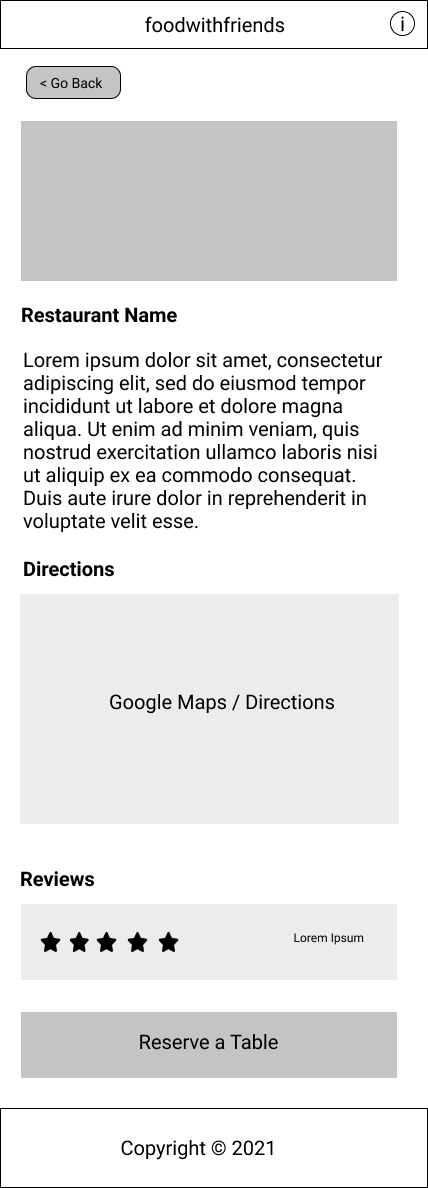 foodwithfriends
i
< Go Back
Restaurant Name
Lorem ipsum dolor sit amet, consectetur
adipiscing elit, sed do eiusmod tempor
incididunt ut labore et dolore magna
aliqua. Ut enim ad minim veniam, quis
nostrud exercitation ullamco laboris nisi
ut aliquip ex ea commodo consequat.
Duis aute irure dolor in reprehenderit in
voluptate velit esse.
Directions
Google Maps / Directions
Reviews
Lorem Ipsum
Reserve a Table
Copyright © 2021